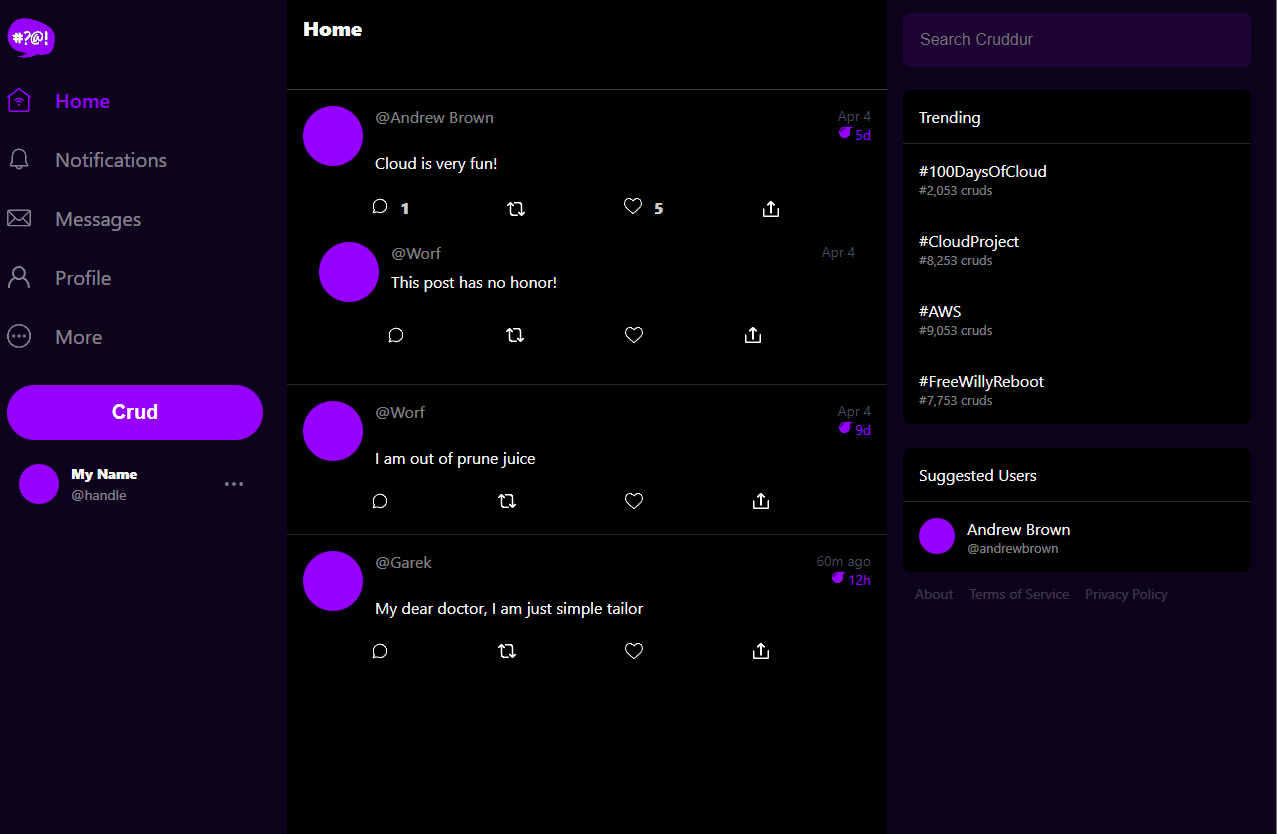 #?@!
Home
Notifications
Messages
Profile
More
Crud
My Name
@handle
Home
@Andrew Brown
Apr 4
5d
Cloud is very fun!
1 5
@Worf
Apr 4
This post has no honor!
@Worf
Apr 4
9d
I am out of prune juice
@Garek
60m ago
12h
My dear doctor, I am just simple tailor
Search Cruddur
Trending
#100DaysOfCloud
#2,053 cruds
#CloudProject
#8,253 cruds
#AWS
#9,053 cruds
#FreeWillyReboot
#7,753 cruds
Suggested Users
Andrew Brown
@andrewbrown
About Terms of Service Privacy Policy